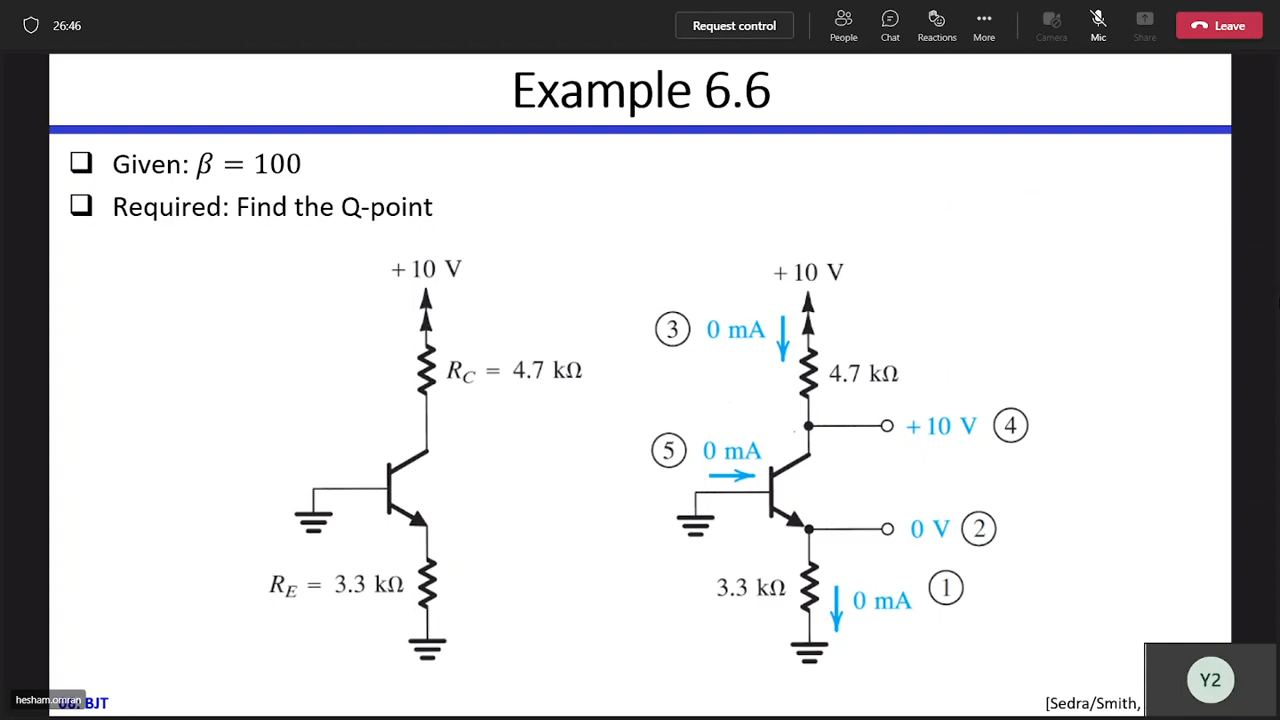 26:46
Request control
People
Chat
Reactions
More
Camera
Mic
Share
Leave
Example 6.6
❑ Given: β = 100
❑ Required: Find the Q-point
+10 V
R_C = 4.7 kΩ
R_E = 3.3 kΩ
+10 V
③ 0 mA
4.7 kΩ
+10 V ④
⑤ 0 mA
0 V ②
3.3 kΩ
0 mA ①
hesham.omran
BJT
[Sedra/Smith,
Y2